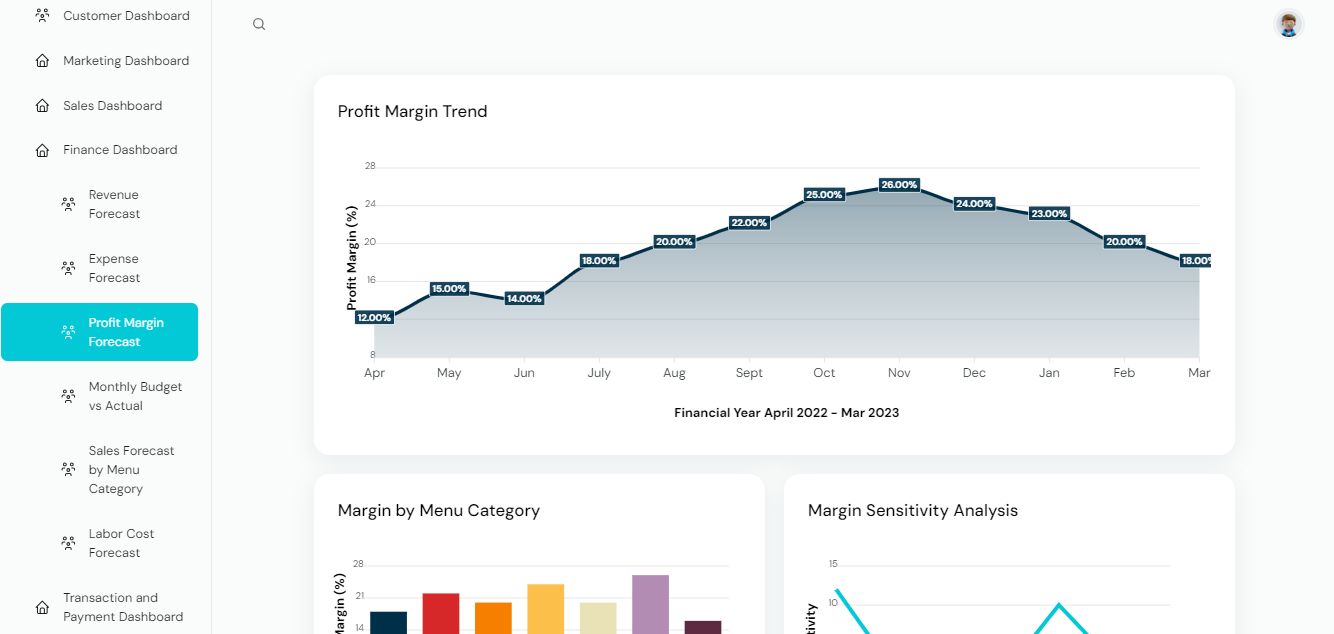 Customer Dashboard
Marketing Dashboard
Sales Dashboard
Finance Dashboard
Revenue
Forecast
Expense
Forecast
Profit Margin
Forecast
Monthly Budget
vs Actual
Sales Forecast
by Menu
Category
Labor Cost
Forecast
Transaction and
Payment Dashboard
Profit Margin Trend
Profit Margin (%)
28
24
20
16
8
12.00%
15.00%
14.00%
18.00%
20.00%
22.00%
25.00%
26.00%
24.00%
23.00%
20.00%
18.00%
Apr May Jun July Aug Sept Oct Nov Dec Jan Feb Mar
Financial Year April 2022 - Mar 2023
Margin by Menu Category
Margin (%)
28
21
14
Margin Sensitivity Analysis
15
10